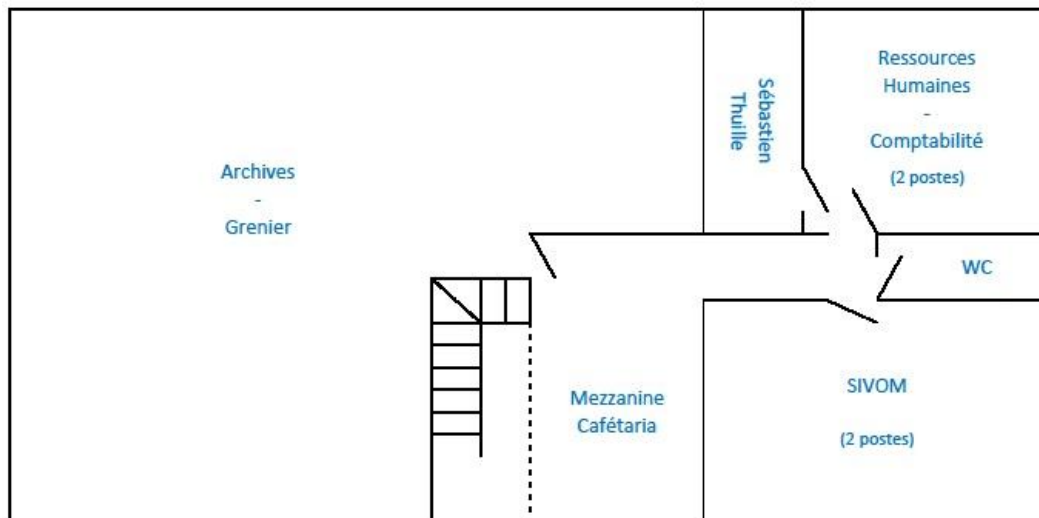 Archives
-
Grenier
Sébastien
Thuille
Ressources
Humaines
-
Comptabilité
(2 postes)
WC
Mezzanine
Cafétaria
SIVOM
(2 postes)